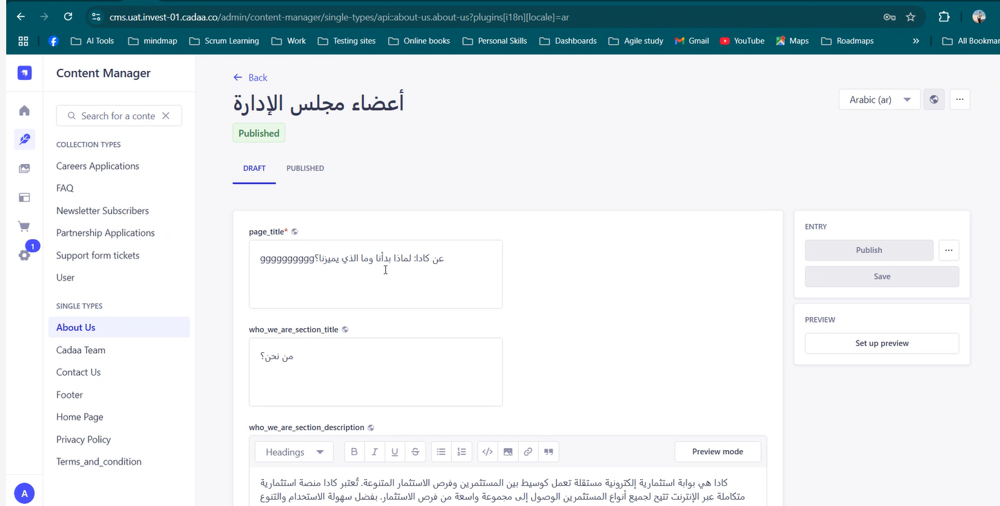 cms.uat.invest-01.cadaa.co/admin/content-manager/single-types/api::about-us.about-us?plugins[i18n][locale]=ar
AI Tools
mindmap
Scrum Learning
Work
Testing sites
Online books
Personal Skills
Dashboards
Agile study
Gmail
YouTube
Maps
Roadmaps
»
All Bookmar
Content Manager
Search for a conte
COLLECTION TYPES
Careers Applications
FAQ
Newsletter Subscribers
Partnership Applications
Support form tickets
User
SINGLE TYPES
About Us
Cadaa Team
Contact Us
Footer
Home Page
Privacy Policy
Terms_and_condition
1
A
Back
أعضاء مجلس الإدارة
Published
Arabic (ar)
DRAFT
PUBLISHED
page_title*
عن كادا: لماذا بدأنا وما الذي يميزنا؟gggggggggg
who_we_are_section_title
من نحن؟
who_we_are_section_description
Headings
B I U S
Preview mode
كادا هي بوابة استثمارية إلكترونية مستقلة تعمل كوسيط بين المستثمرين وفرص الاستثمار المتنوعة. تُعتبر كادا منصة استثمارية
متكاملة عبر الإنترنت تتيح لجميع أنواع المستثمرين الوصول إلى مجموعة واسعة من فرص الاستثمار. بفضل سهولة الاستخدام والتنوع
ENTRY
Publish
Save
PREVIEW
Set up preview